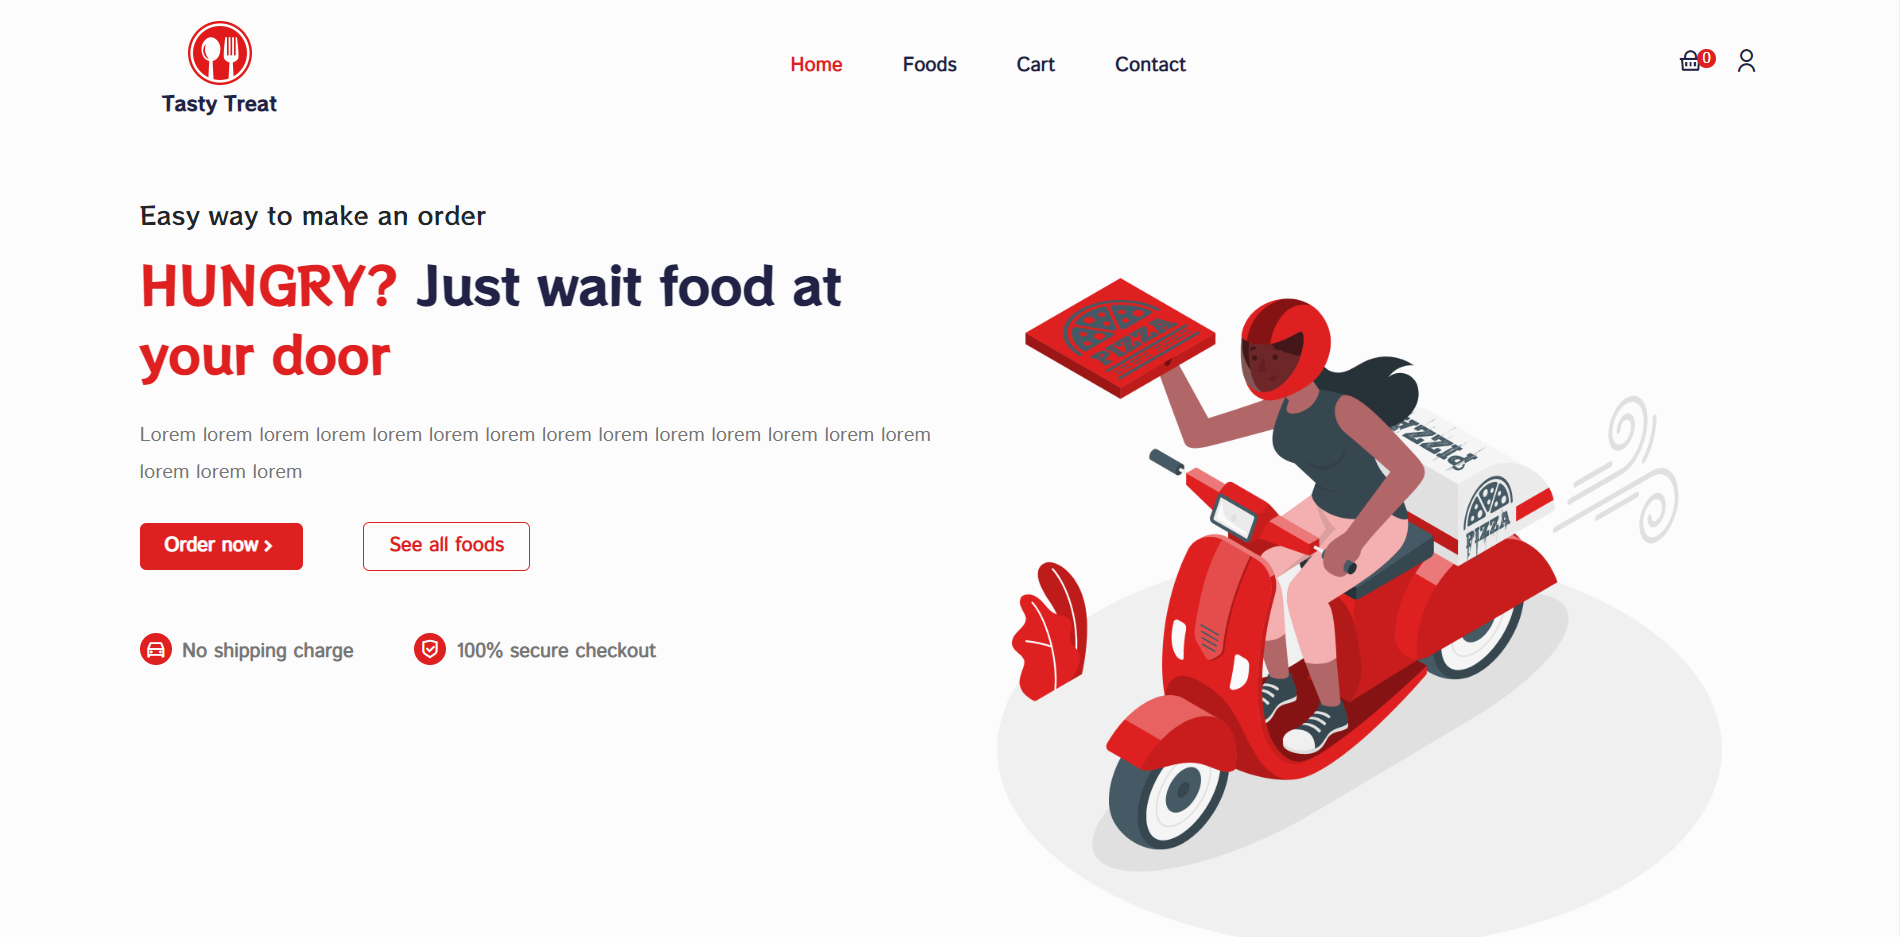 Tasty Treat
Home
Foods
Cart
Contact
0
Easy way to make an order
HUNGRY? Just wait food at
your door
Lorem lorem lorem lorem lorem lorem lorem lorem lorem lorem lorem lorem lorem lorem
lorem lorem lorem
Order now
See all foods
No shipping charge
100% secure checkout
PIZZA
PIZZA
PIZZA